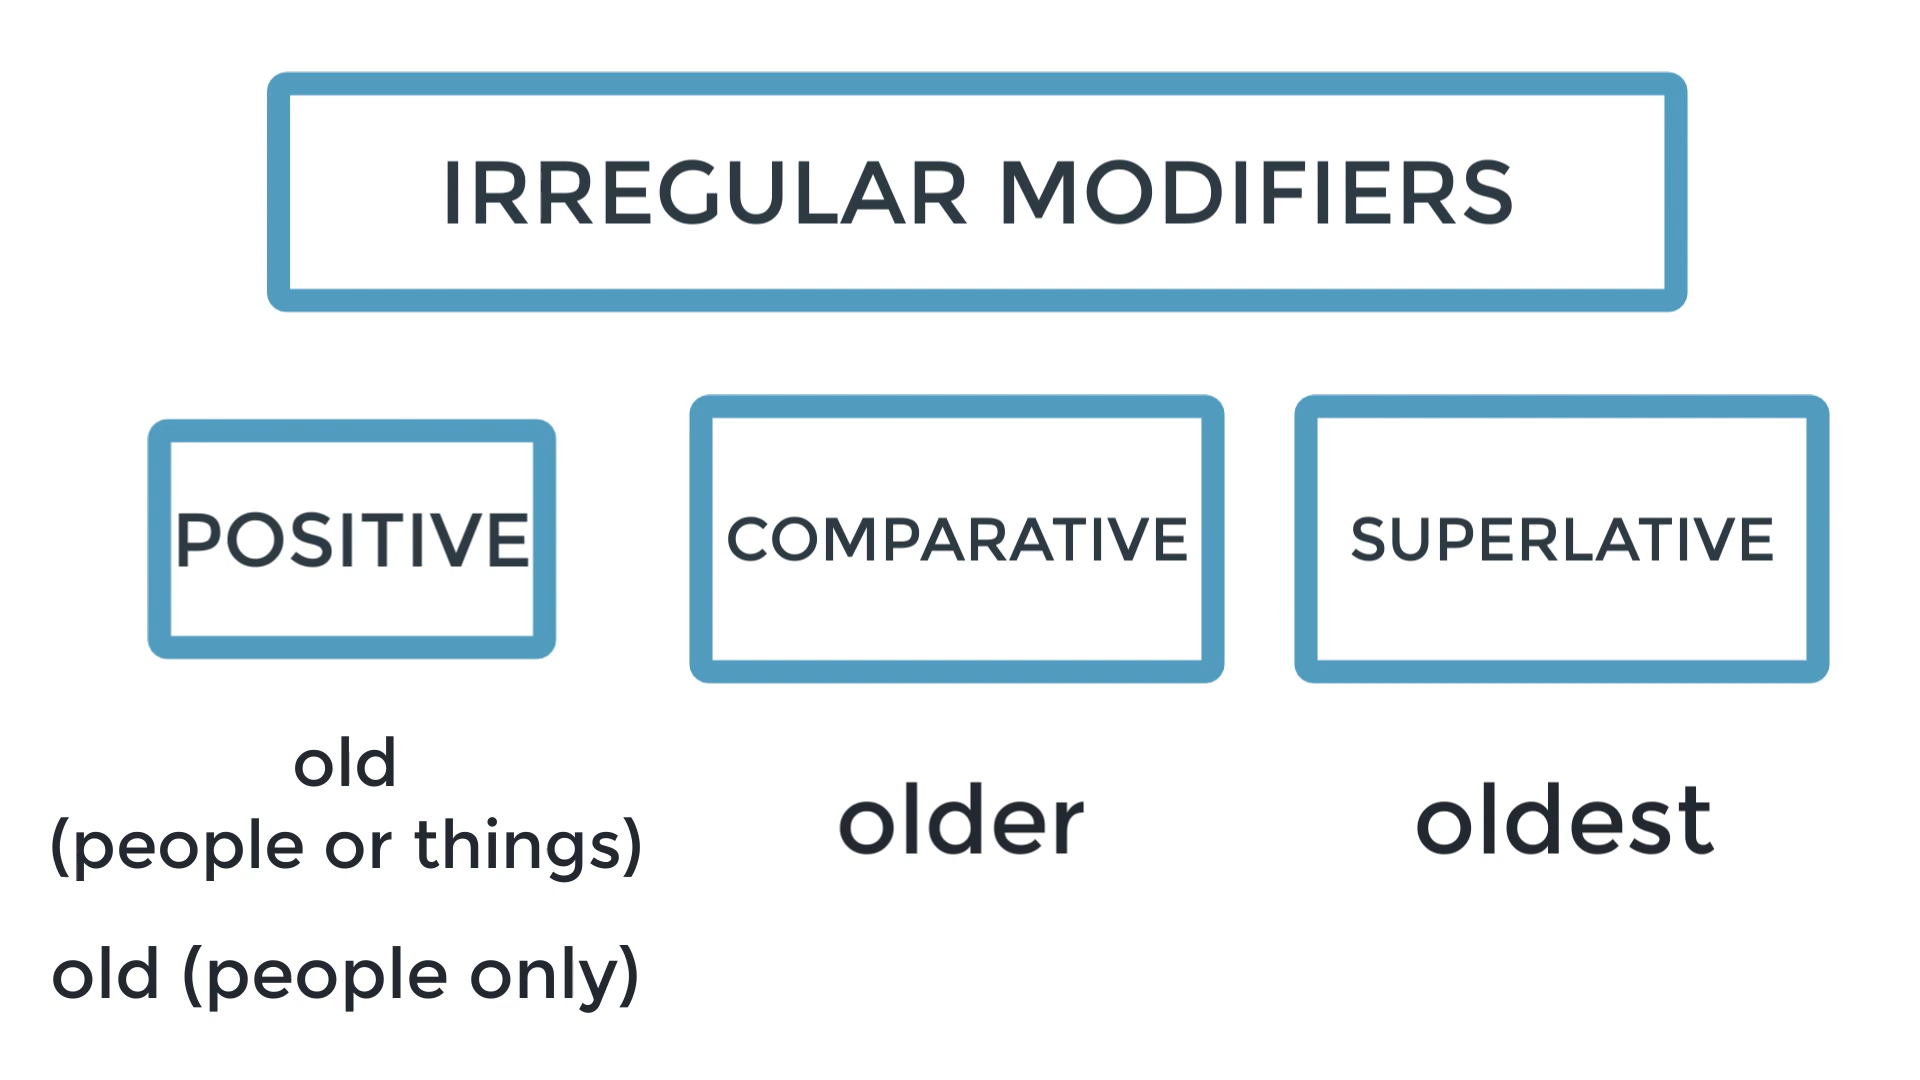 IRREGULAR MODIFIERS
POSITIVE
COMPARATIVE
SUPERLATIVE
old
(people or things)
older
oldest
old (people only)